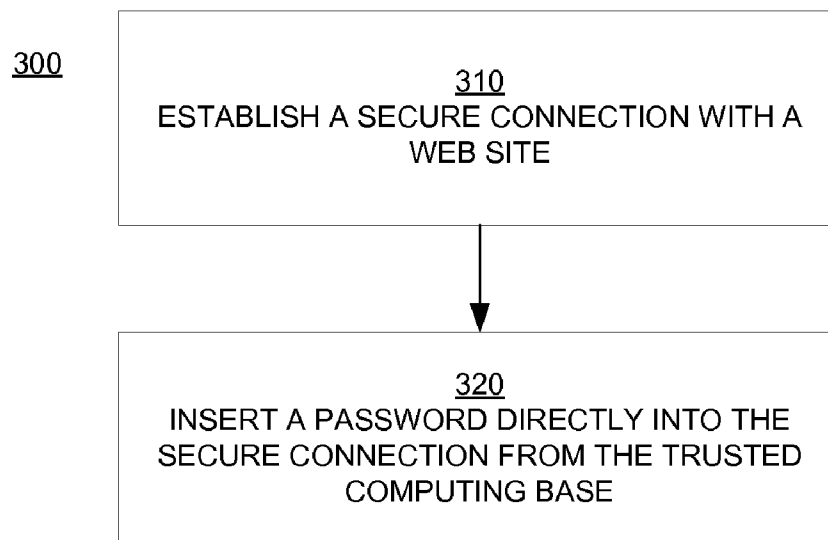 300
310
ESTABLISH A SECURE CONNECTION WITH A
WEB SITE
320
INSERT A PASSWORD DIRECTLY INTO THE
SECURE CONNECTION FROM THE TRUSTED
COMPUTING BASE